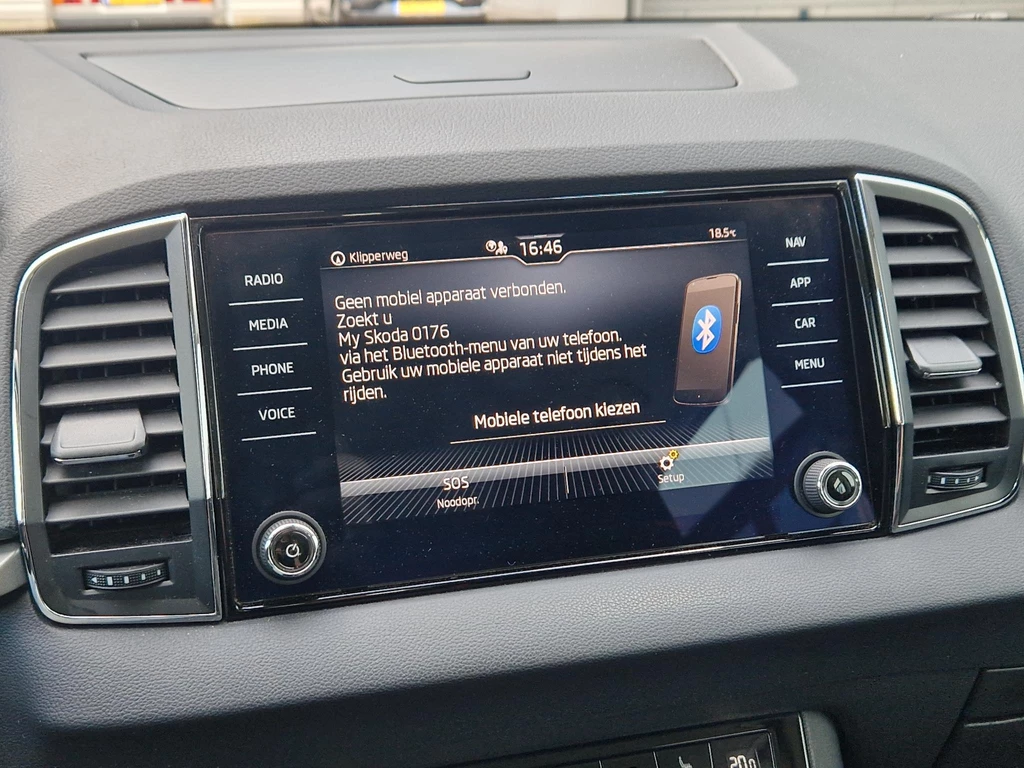 Klipperweg
16:46
18.5°C
RADIO
MEDIA
PHONE
VOICE
Geen mobiel apparaat verbonden.
Zoekt u
My Skoda 0176
via het Bluetooth-menu van uw telefoon.
Gebruik uw mobiele apparaat niet tijdens het
rijden.
Mobiele telefoon kiezen
SOS
Noodopr.
Setup
NAV
APP
CAR
MENU